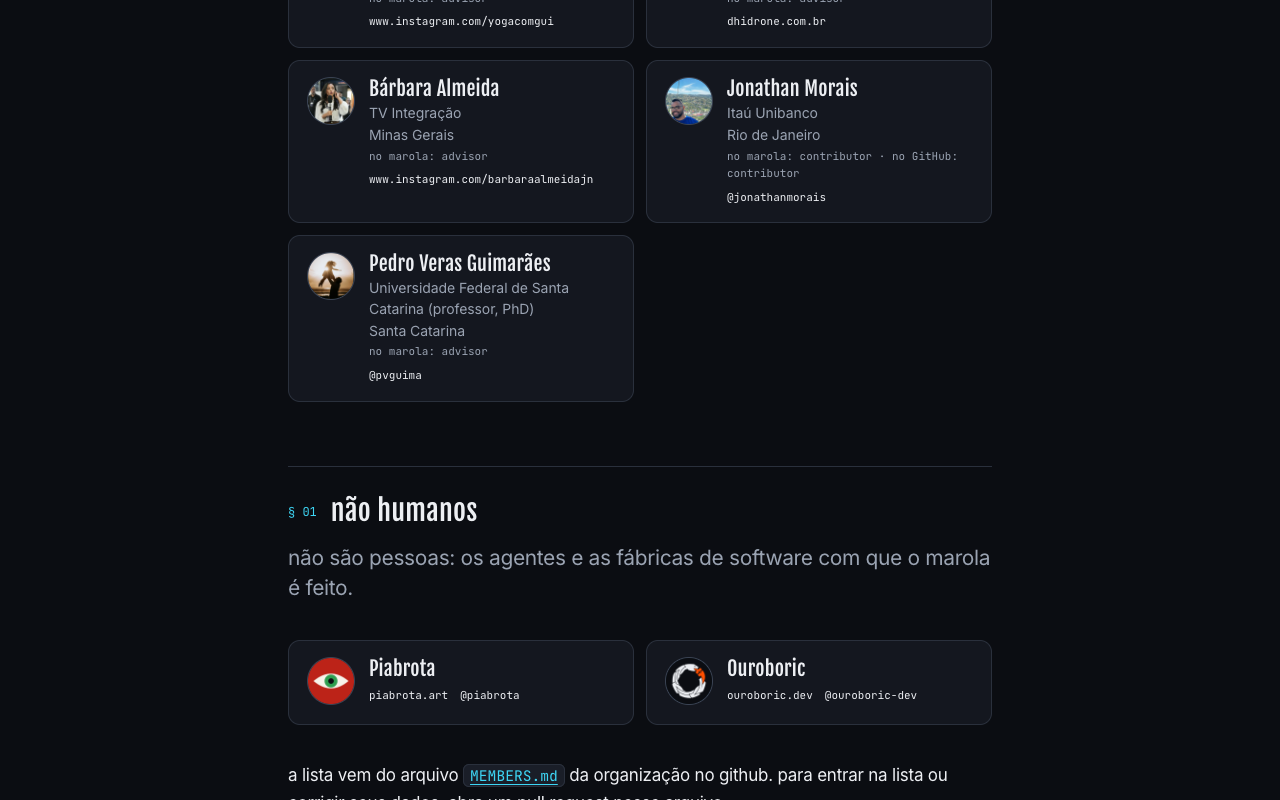 www.instagram.com/yogacomgui
dhidrone.com.br
Bárbara Almeida
TV Integração
Minas Gerais
no marola: advisor
www.instagram.com/barbaraalmeidajn
Jonathan Morais
Itaú Unibanco
Rio de Janeiro
no marola: contributor · no GitHub:
contributor
@jonathanmorais
Pedro Veras Guimarães
Universidade Federal de Santa
Catarina (professor, PhD)
Santa Catarina
no marola: advisor
@pvguima
§ 01 não humanos
não são pessoas: os agentes e as fábricas de software com que o marola
é feito.
Piabrota
piabrota.art @piabrota
Ouroboric
ouroboric.dev @ouroboric-dev
a lista vem do arquivo MEMBERS.md da organização no github. para entrar na lista ou